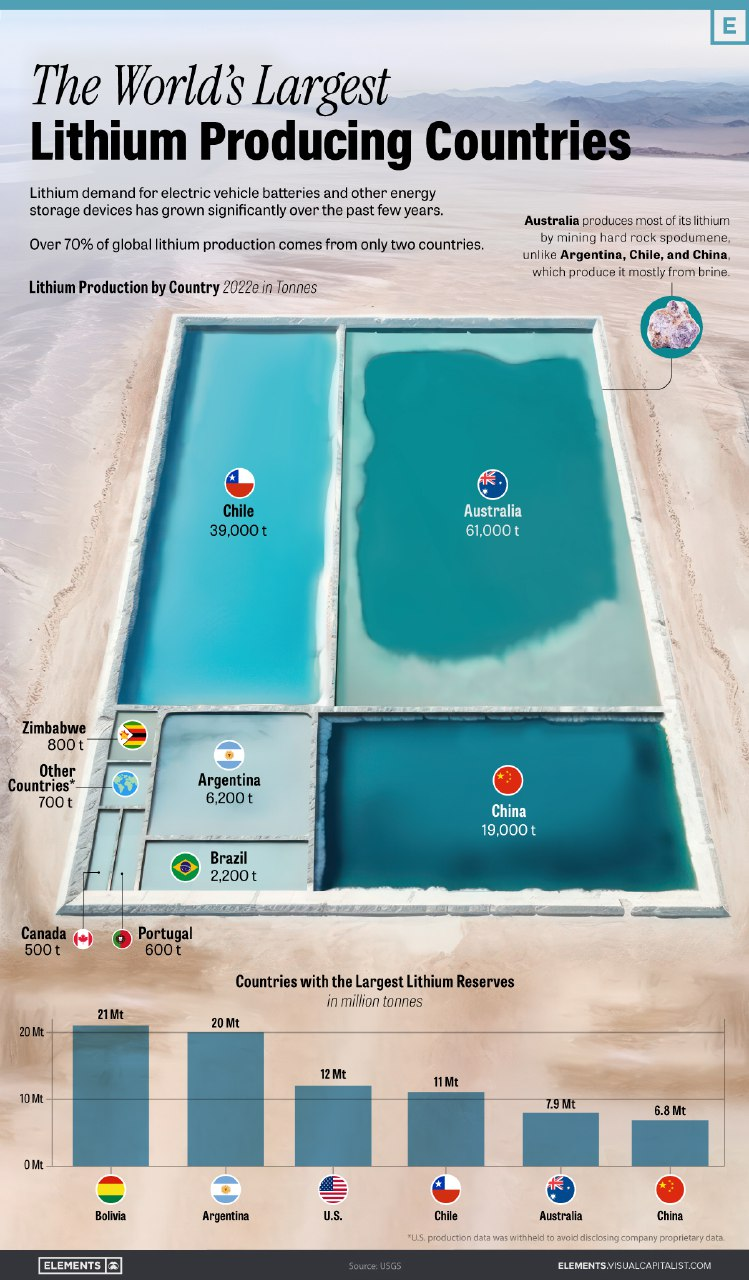 E
The World's Largest
Lithium Producing Countries
Lithium demand for electric vehicle batteries and other energy
storage devices has grown significantly over the past few years.
Over 70% of global lithium production comes from only two countries.
Australia produces most of its lithium
by mining hard rock spodumene,
unlike Argentina, Chile, and China,
which produce it mostly from brine.
Lithium Production by Country 2022e in Tonnes
Chile
39,000 t
Australia
61,000 t
Zimbabwe
800 t
Other
Countries*
700 t
Argentina
6,200 t
Brazil
2,200 t
China
19,000 t
Canada
500 t
Portugal
600 t
Countries with the Largest Lithium Reserves
in million tonnes
20 Mt
10 Mt
0 Mt
21 Mt
20 Mt
12 Mt
11 Mt
7.9 Mt
6.8 Mt
Bolivia
Argentina
U.S.
Chile
Australia
China
*U.S. production data was withheld to avoid disclosing company proprietary data.
ELEMENTS
Source: USGS
ELEMENTS.VISUALCAPITALIST.COM